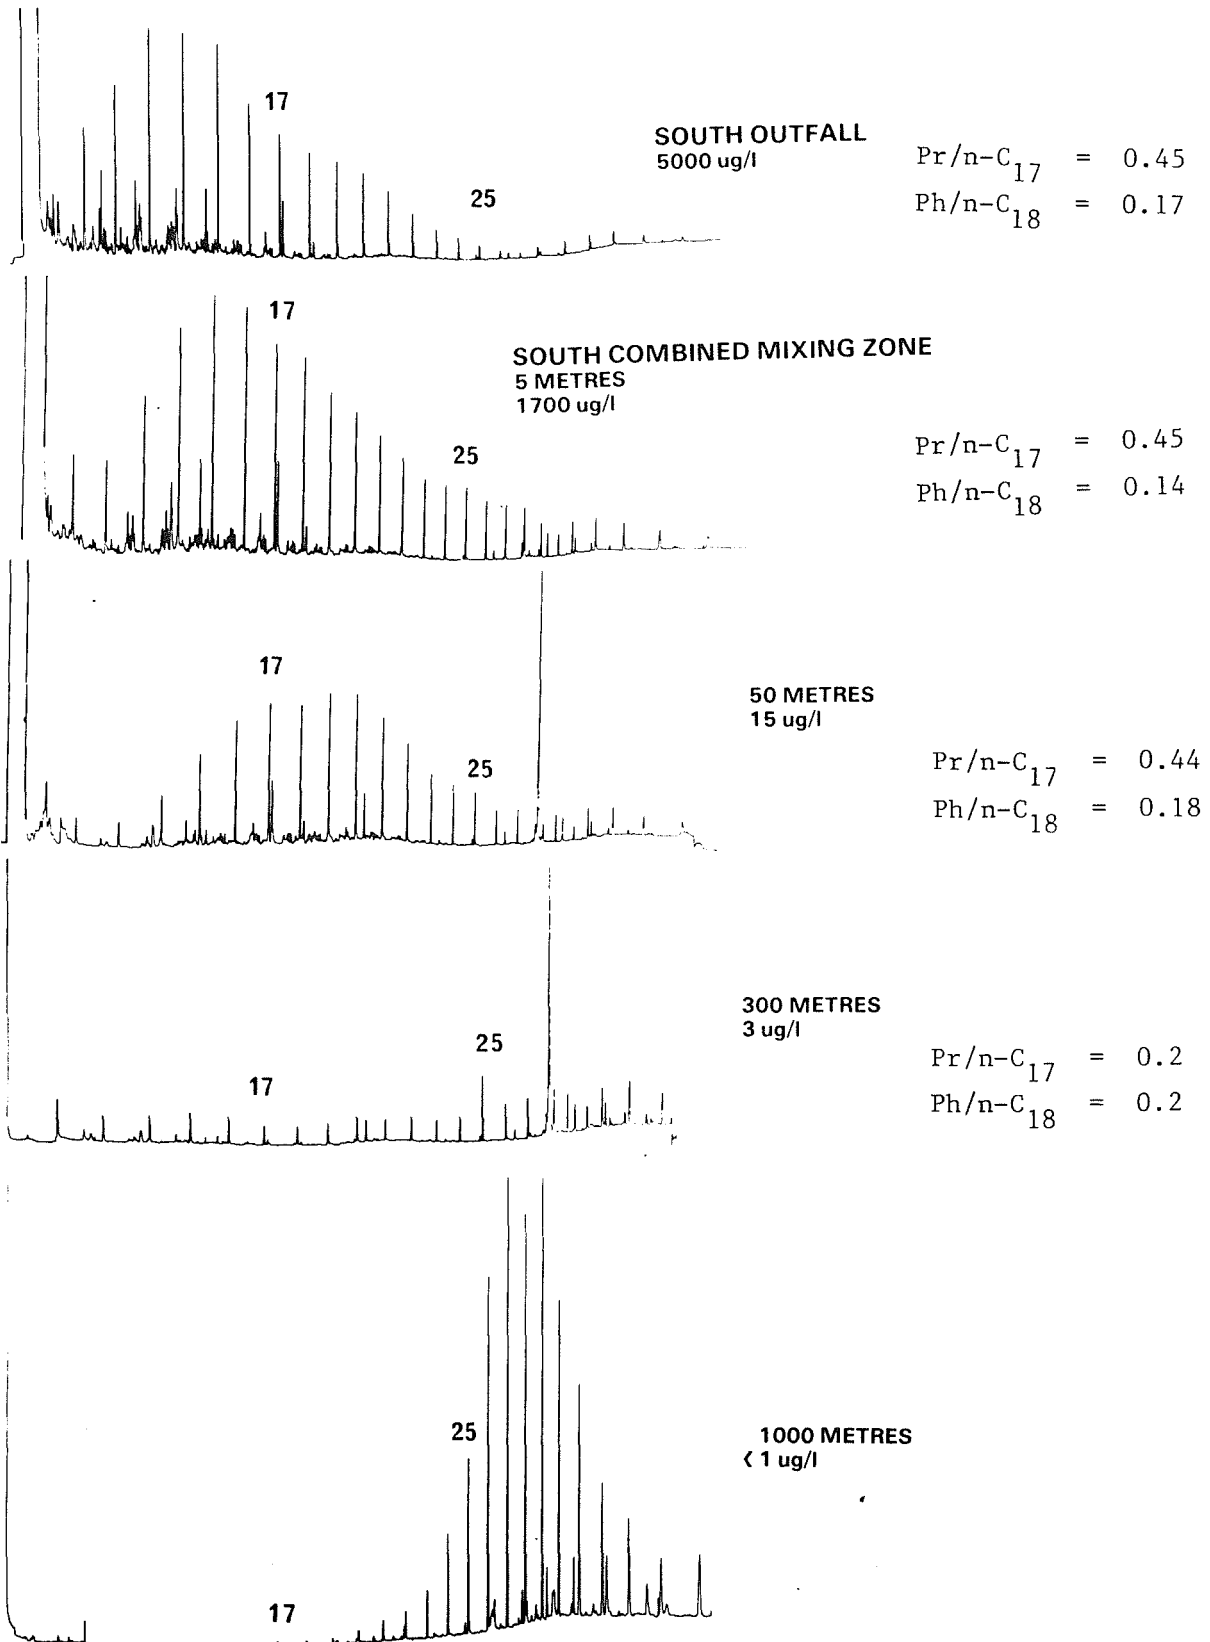 17
SOUTH OUTFALL
5000 ug/l
25
Pr/n-C17 = 0.45
Ph/n-C18 = 0.17
17
SOUTH COMBINED MIXING ZONE
5 METRES
1700 ug/l
25
Pr/n-C17 = 0.45
Ph/n-C18 = 0.14
17
50 METRES
15 ug/l
25
Pr/n-C17 = 0.44
Ph/n-C18 = 0.18
300 METRES
3 ug/l
25
17
Pr/n-C17 = 0.2
Ph/n-C18 = 0.2
25
1000 METRES
< 1 ug/l
17